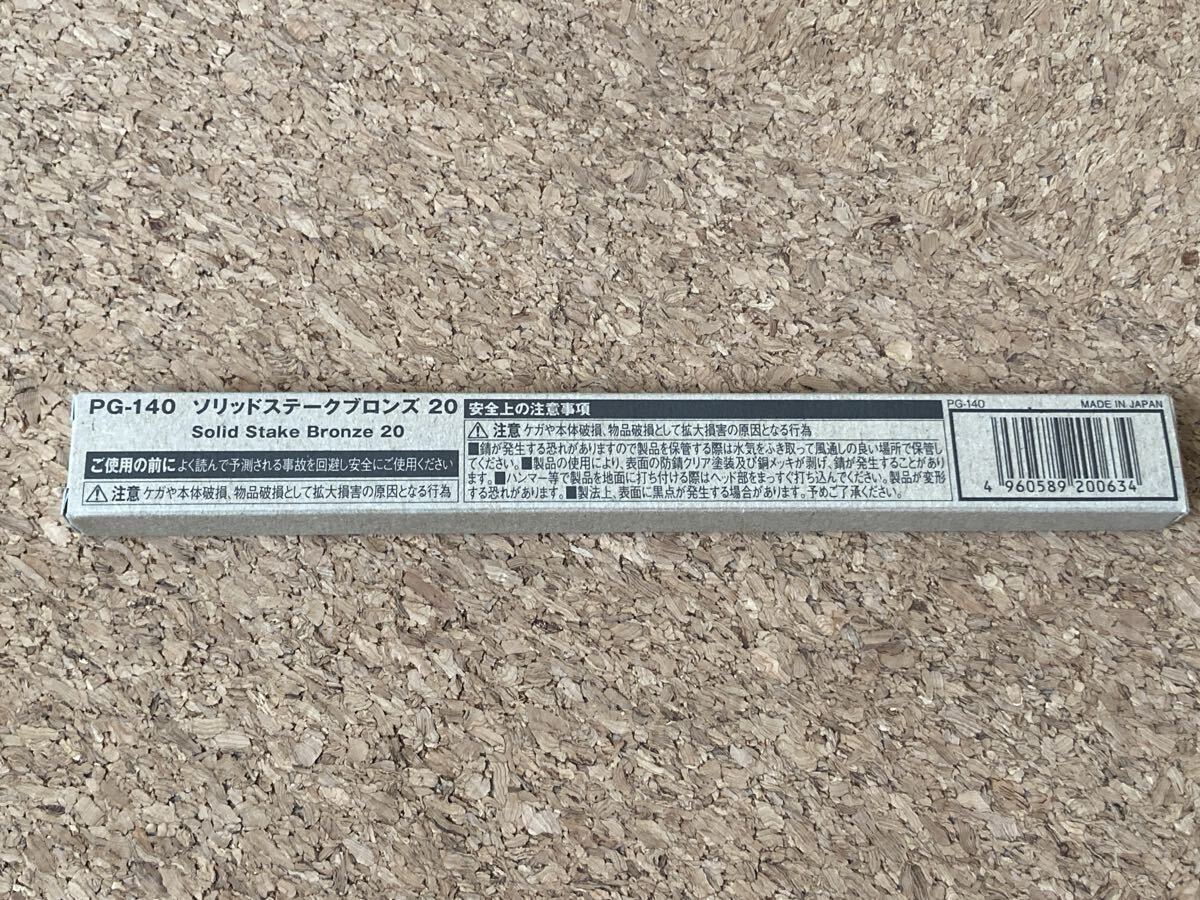 PG-140 ソリッドステークブロンズ 20
Solid Stake Bronze 20
ご使用の前に よく読んで予測される事故を回避し安全にご使用ください
注意 ケガや本体破損、物品破損として拡大損害の原因となる行為
安全上の注意事項
注意 ケガや本体破損、物品破損として拡大損害の原因となる行為
■錆が発生する恐れがありますので製品を保管する際は水気をふき取って風通しの良い場所で保管し
てください。■製品の使用により、表面の防錆クリア塗装及び銅メッキが剥げ、錆が発生することがあり
ます。■ハンマー等で製品を地面に打ち付ける際はヘッド部をまっすぐ打ち込んでください。製品が変形
する恐れがあります。■製法上、表面に黒点が発生する場合があります。予めご了承ください。
PG-140 MADE IN JAPAN
4 960589 200634